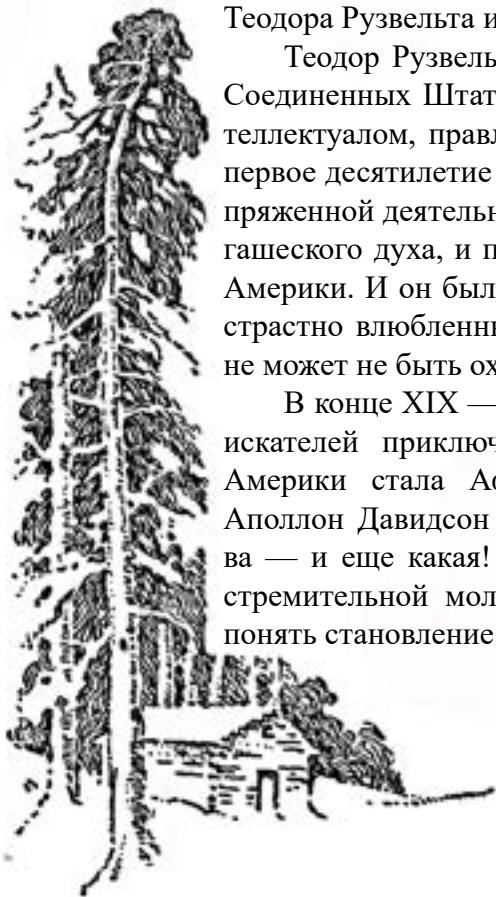 Теодора Рузвельта и
Теодор Рузвель
Соединенных Штат
теллектуалом, правл
первое десятилетие
пряженной деятельн
гашеского духа, и п
Америки. И он был
страстно влюбленны
не может не быть ох
В конце XIX —
искателей приключ
Америки стала Аф
Аполлон Давидсон
ва — и еще какая!
стремительной мол
понять становление